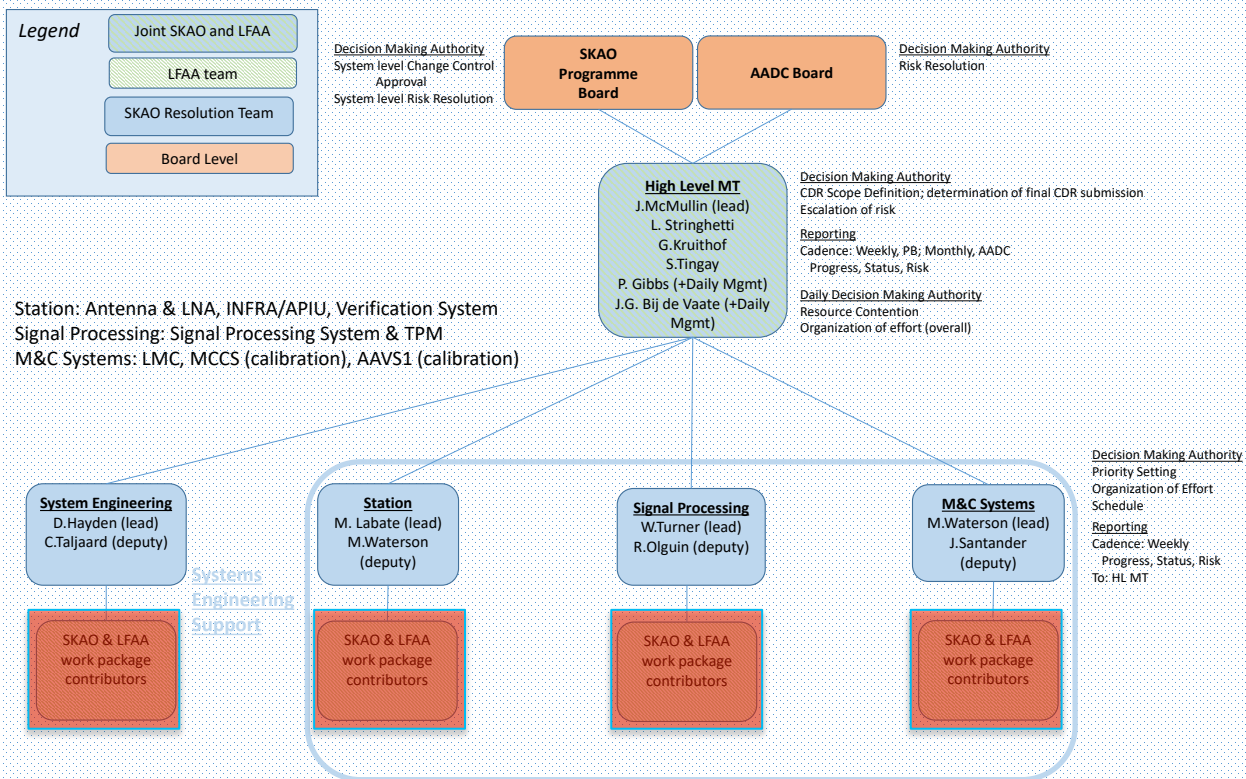 Legend
Joint SKAO and LFAA
LFAA team
SKAO Resolution Team
Board Level
Decision Making Authority
System level Change Control
Approval
System level Risk Resolution
SKAO
Programme
Board
AADC Board
Decision Making Authority
Risk Resolution
High Level MT
J.McMullin (lead)
L. Stringhetti
G.Kruithof
S.Tingay
P. Gibbs (+Daily Mgmt)
J.G. Bij de Vaate (+Daily
Mgmt)
Decision Making Authority
CDR Scope Definition; determination of final CDR submission
Escalation of risk
Reporting
Cadence: Weekly, PB; Monthly, AADC
Progress, Status, Risk
Daily Decision Making Authority
Resource Contention
Organization of effort (overall)
Station: Antenna & LNA, INFRA/APIU, Verification System
Signal Processing: Signal Processing System & TPM
M&C Systems: LMC, MCCS (calibration), AAVS1 (calibration)
System Engineering
D.Hayden (lead)
C.Taljaard (deputy)
Station
M. Labate (lead)
M.Waterson
(deputy)
Signal Processing
W.Turner (lead)
R.Olguin (deputy)
M&C Systems
M.Waterson (lead)
J.Santander
(deputy)
Decision Making Authority
Priority Setting
Organization of Effort
Schedule
Reporting
Cadence: Weekly
Progress, Status, Risk
To: HL MT
Systems
Engineering
Support
SKAO & LFAA
work package
contributors
SKAO & LFAA
work package
contributors
SKAO & LFAA
work package
contributors
SKAO & LFAA
work package
contributors